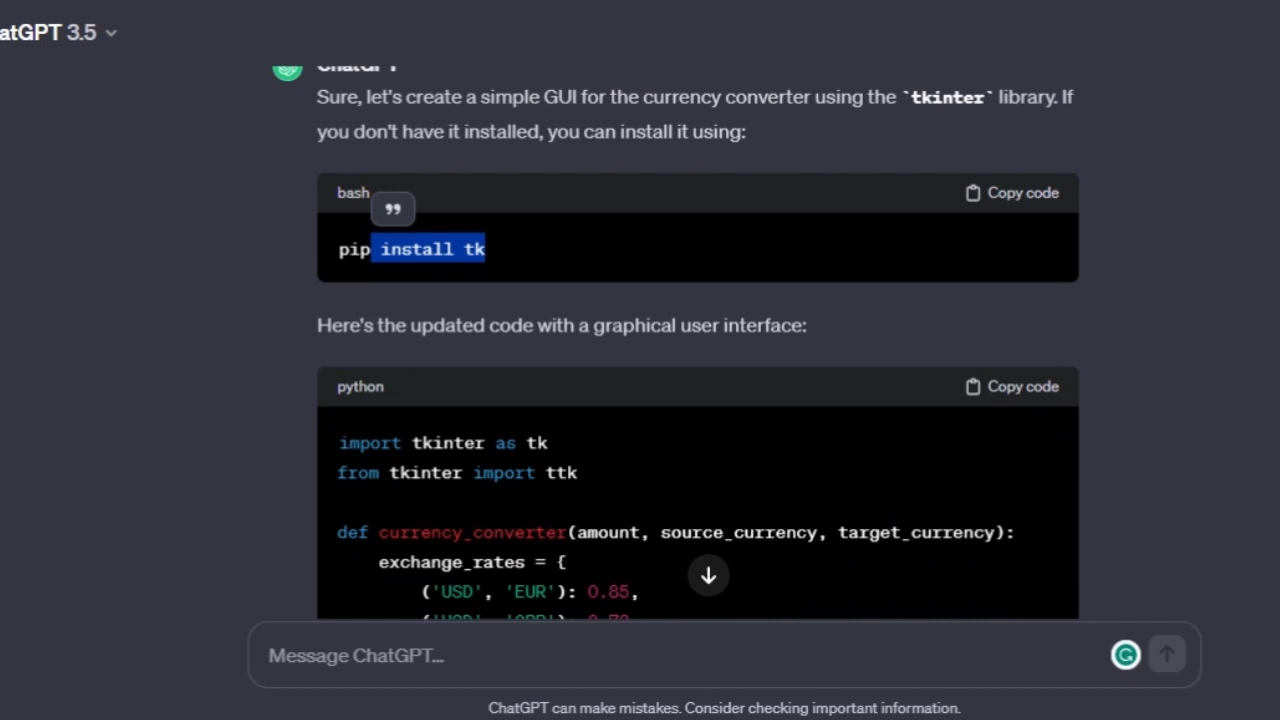 atGPT 3.5
ChatGPT
Sure, let's create a simple GUI for the currency converter using the `tkinter` library. If
you don't have it installed, you can install it using:
bash
Copy code
pip install tk
Here's the updated code with a graphical user interface:
python
Copy code
import tkinter as tk
from tkinter import ttk
def currency_converter(amount, source_currency, target_currency):
exchange_rates = {
('USD', 'EUR'): 0.85,
Message ChatGPT...
ChatGPT can make mistakes. Consider checking important information.